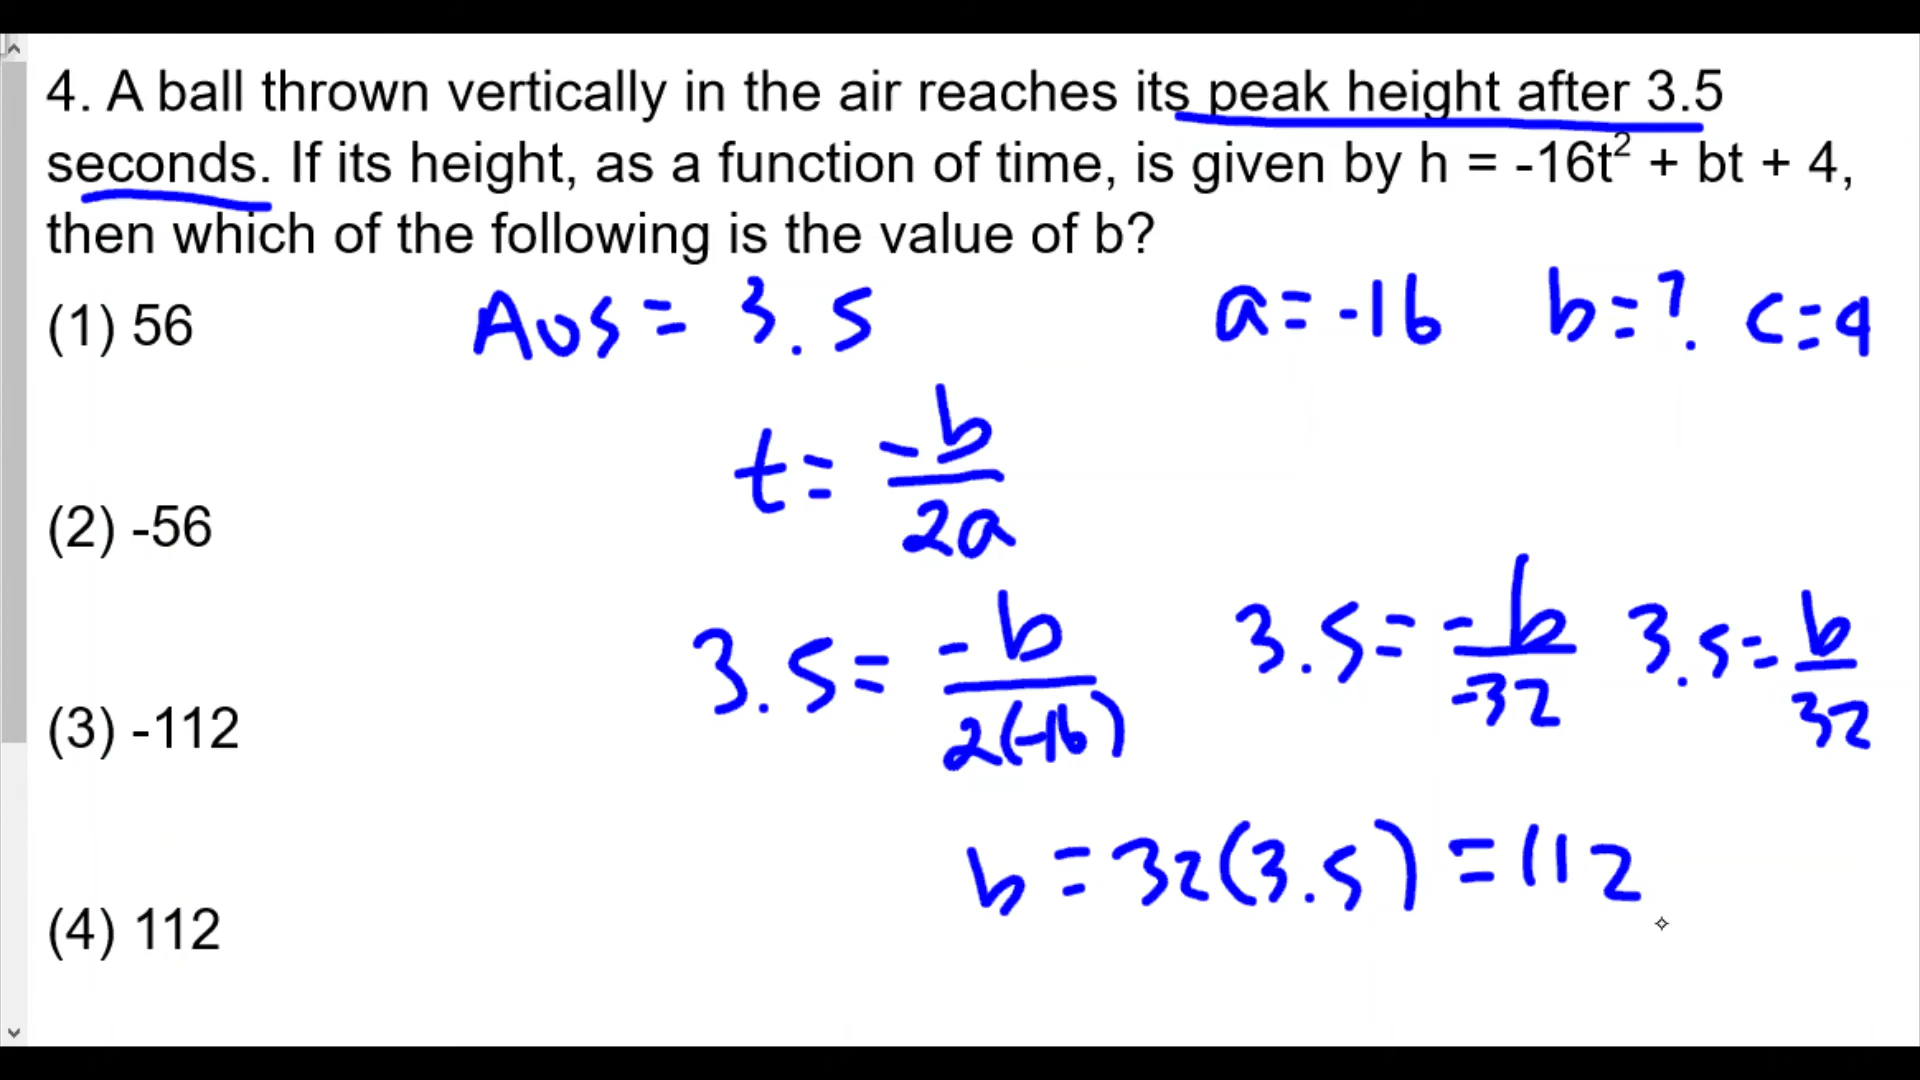 4. A ball thrown vertically in the air reaches its peak height after 3.5
seconds. If its height, as a function of time, is given by h = -16t² + bt + 4,
then which of the following is the value of b?
(1) 56
AOS = 3.5
a = -16 b = ? c = 4
t = -b/2a
(2) -56
3.5 = -b/2(-16)
3.5 = -b/-32
3.5 = b/32
(3) -112
b = 32(3.5) = 112
(4) 112